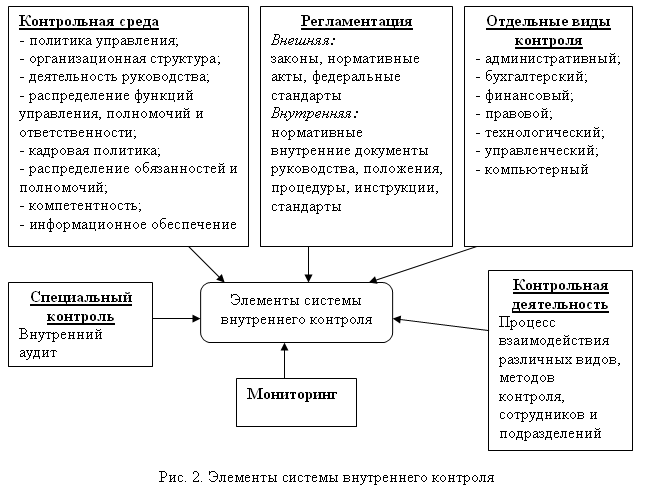 Контрольная среда
- политика управления;
- организационная структура;
- деятельность руководства;
- распределение функций
управления, полномочий и
ответственности;
- кадровая политика;
- распределение обязанностей и
полномочий;
- компетентность;
- информационное обеспечение
Регламентация
Внешняя:
законы, нормативные
акты, федеральные
стандарты
Внутренняя:
нормативные
внутренние документы
руководства, положения,
процедуры, инструкции,
стандарты
Отдельные виды
контроля
- административный;
- бухгалтерский;
- финансовый;
- правовой;
- технологический;
- управленческий;
- компьютерный
Специальный
контроль
Внутренний
аудит
Элементы системы
внутреннего контроля
Контрольная
деятельность
Процесс
взаимодействия
различных видов,
методов
контроля,
сотрудников и
подразделений
Мониторинг
Рис. 2. Элементы системы внутреннего контроля